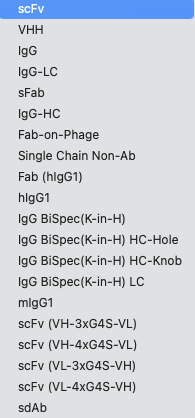 scFv
VHH
IgG
IgG-LC
sFab
IgG-HC
Fab-on-Phage
Single Chain Non-Ab
Fab (hIgG1)
hIgG1
IgG BiSpec(K-in-H)
IgG BiSpec(K-in-H) HC-Hole
IgG BiSpec(K-in-H) HC-Knob
IgG BiSpec(K-in-H) LC
mIgG1
scFv (VH-3xG4S-VL)
scFv (VH-4xG4S-VL)
scFv (VL-3xG4S-VH)
scFv (VL-4xG4S-VH)
sdAb